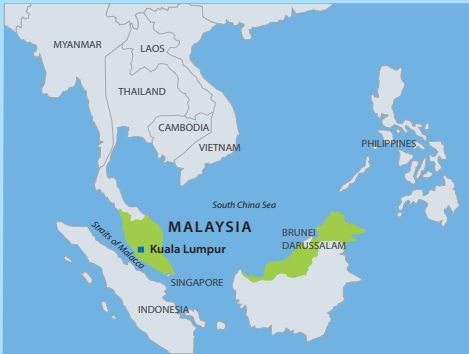 MYANMAR
LAOS
THAILAND
CAMBODIA
VIETNAM
PHILIPPINES
South China Sea
MALAYSIA
BRUNEI
DARUSSALAM
Straits of Malacca
Kuala Lumpur
SINGAPORE
INDONESIA